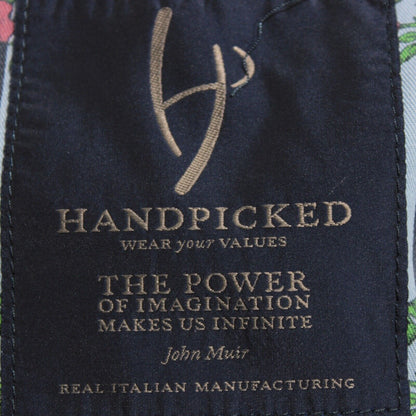 HANDPICKED
WEAR your VALUES
THE POWER
OF IMAGINATION
MAKES US INFINITE
John Muir
REAL ITALIAN MANUFACTURING